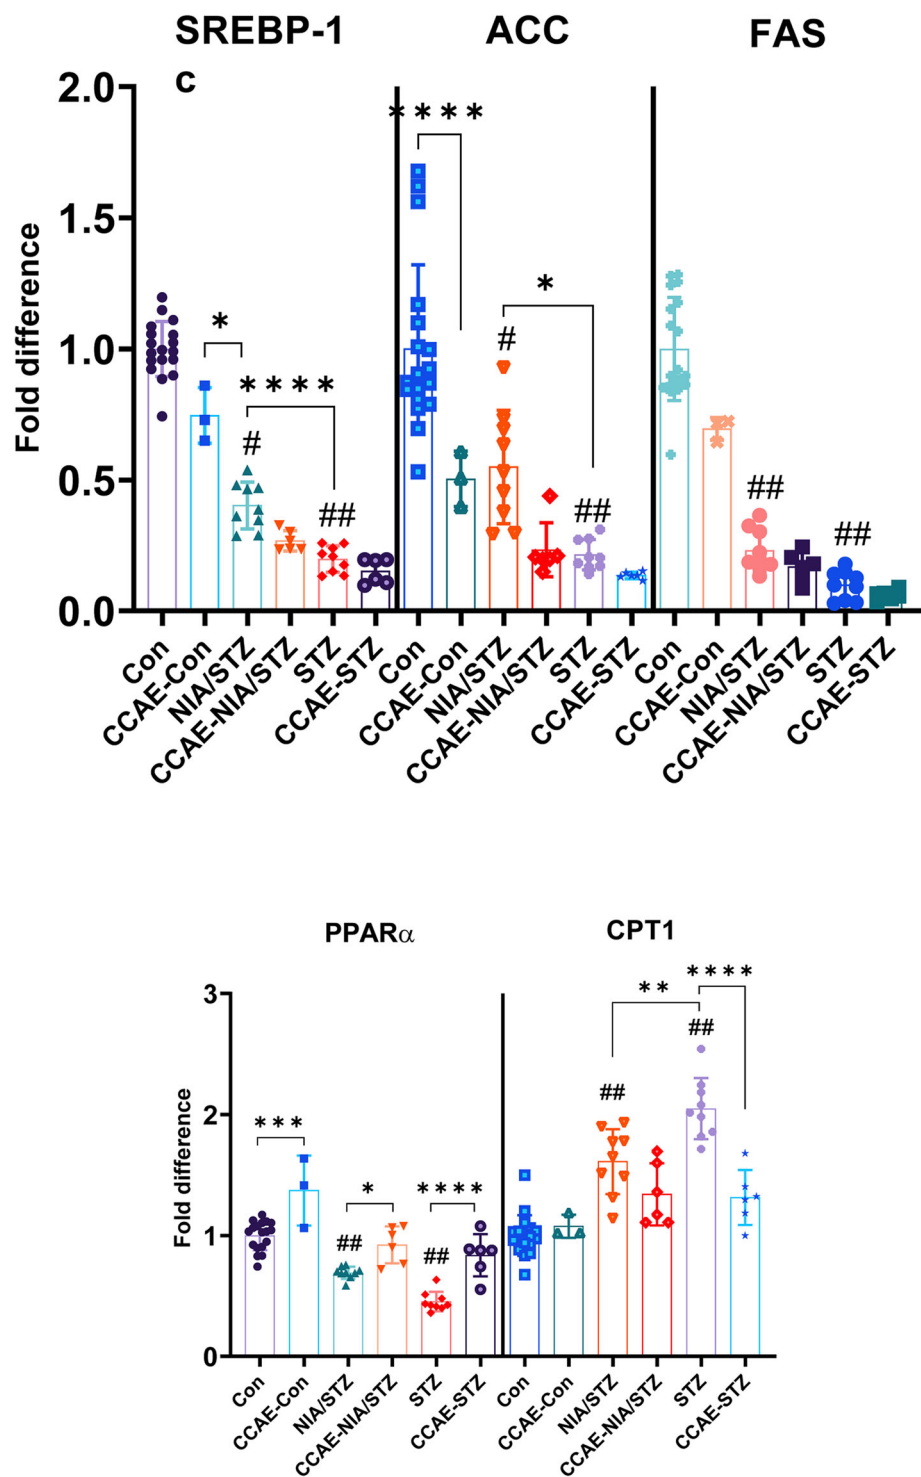 SREBP-1 ACC FAS
c
2.0
* * * *
1.5
*
*
# 
1.0
* * * *
#
##
0.5
##
##
##
0.0
Fold difference
Con CCAE-Con NIA/STZ CCAE-NIA/STZ STZ CCAE-STZ Con CCAE-Con NIA/STZ CCAE-NIA/STZ STZ CCAE-STZ Con CCAE-Con NIA/STZ CCAE-NIA/STZ STZ CCAE-STZ
PPARα CPT1
* * * *
* *
3
##
##
2
* * *
* * * * *
##
##
1
0
Fold difference
Con CCAE-Con NIA/STZ CCAE-NIA/STZ STZ CCAE-STZ Con CCAE-Con NIA/STZ CCAE-NIA/STZ STZ CCAE-STZ